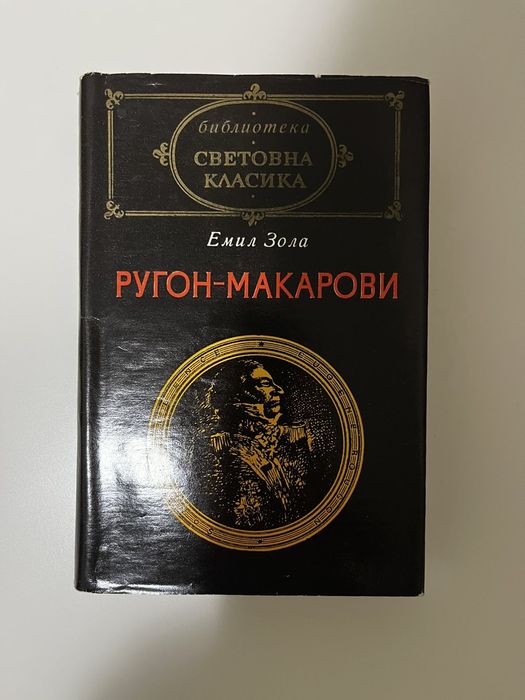 библиотека
СВЕТОВНА
КЛАСИКА
Емил Зола
РУГОН-МАКАРОВИ